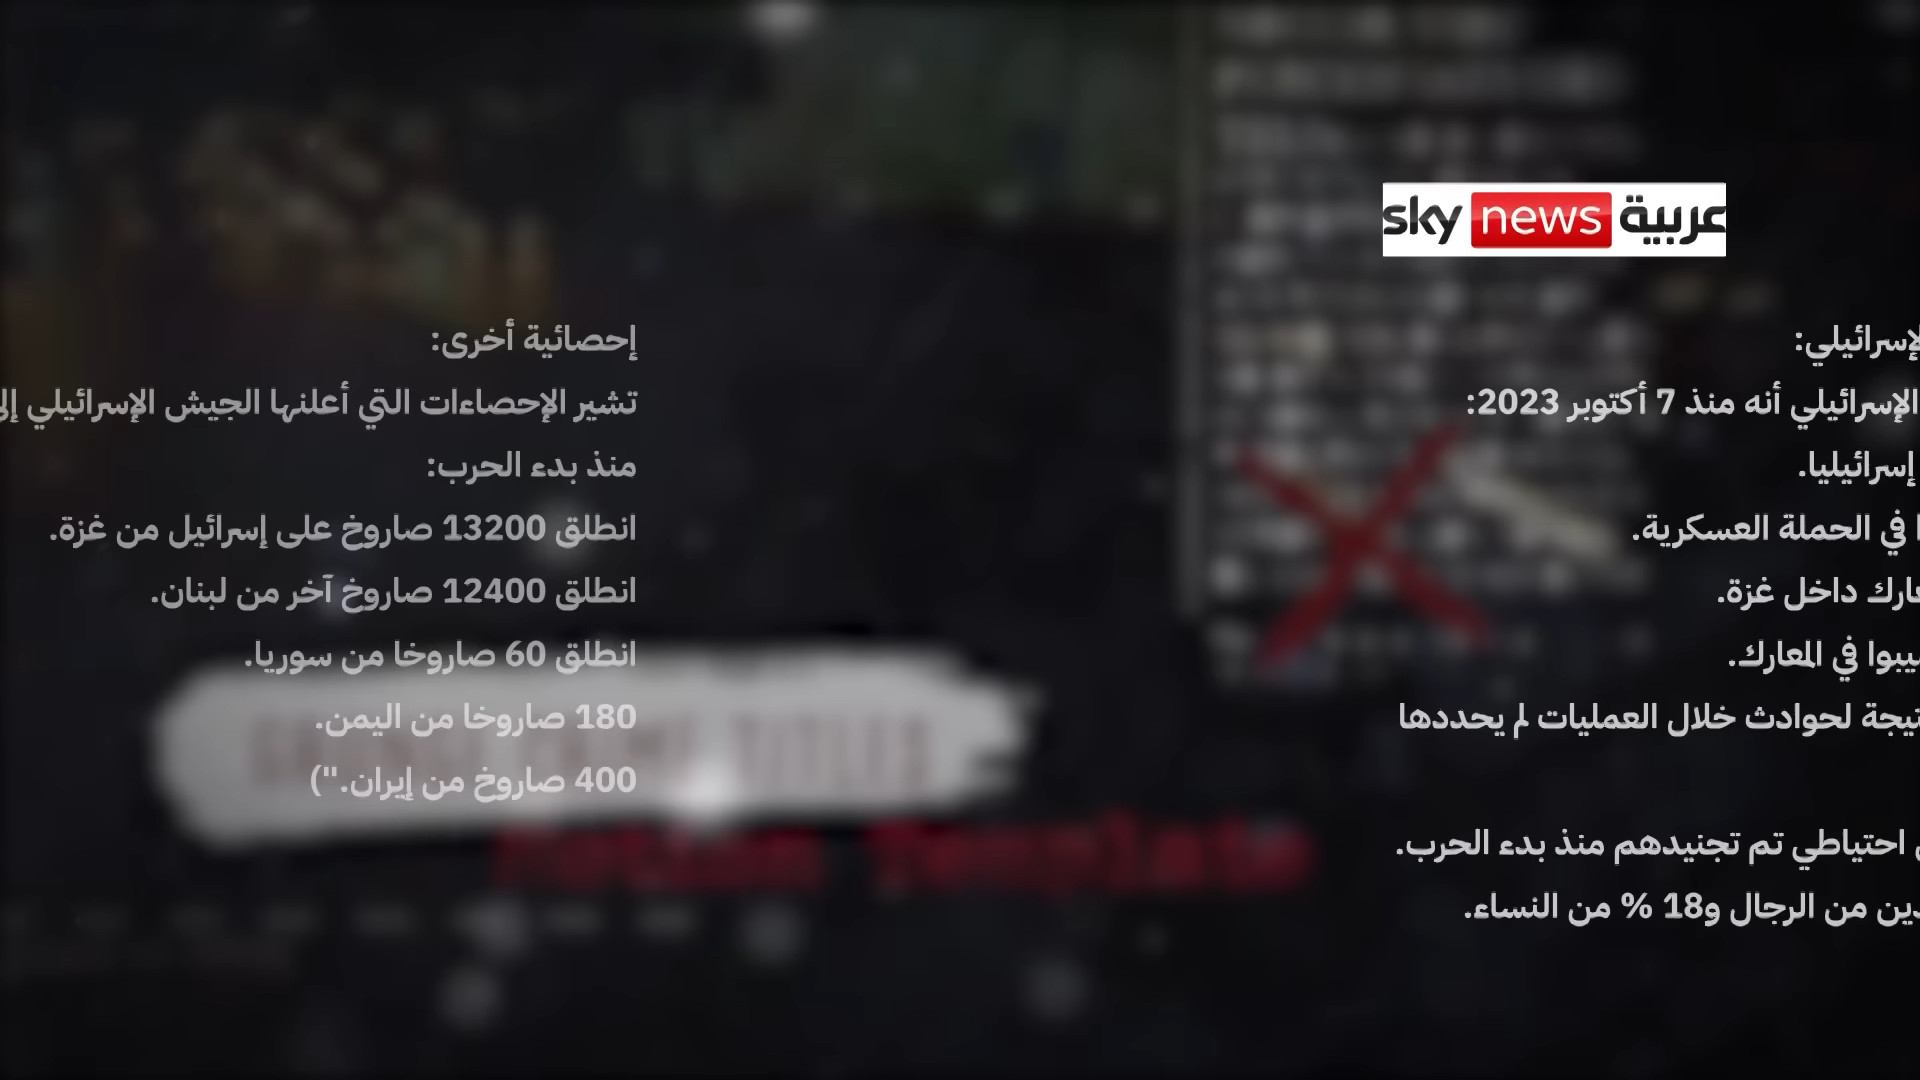 sky news عربية
لإسرائيلي:
الإسرائيلي أنه منذ 7 أكتوبر 2023:
إسرائيليا.
في الحملة العسكرية.
داخل غزة.
في المعارك.
لحوادث خلال العمليات لم يحددها
احتياطي تم تجنيدهم منذ بدء الحرب.
من الرجال و18 % من النساء.
إحصائية أخرى:
تشير الإحصاءات التي أعلنها الجيش الإسرائيلي
منذ بدء الحرب:
انطلق 13200 صاروخ على إسرائيل من غزة.
انطلق 12400 صاروخ آخر من لبنان.
انطلق 60 صاروخا من سوريا.
180 صاروخا من اليمن.
400 صاروخ من إيران.")
Motion Template